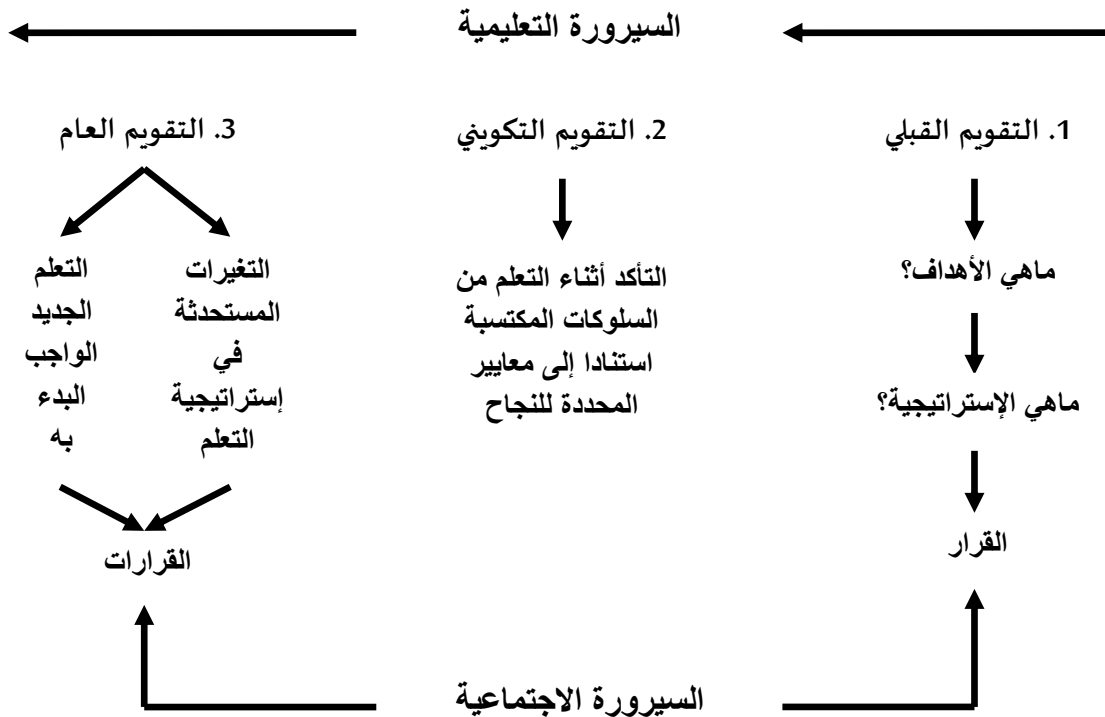 السيرورة التعليمية
1. التقويم القبلي
ماهي الأهداف؟
ماهي الإستراتيجية؟
القرار
2. التقويم التكويني
التأكد أثناء التعلم من
السلوكات المكتسبة
استنادا إلى معايير
المحددة للنجاح
3. التقويم العام
التغيرات
المستحدثة
في
إستراتيجية
التعلم
التعلم
الجديد
الواجب
البدء
به
القرارات
السيرورة الاجتماعية